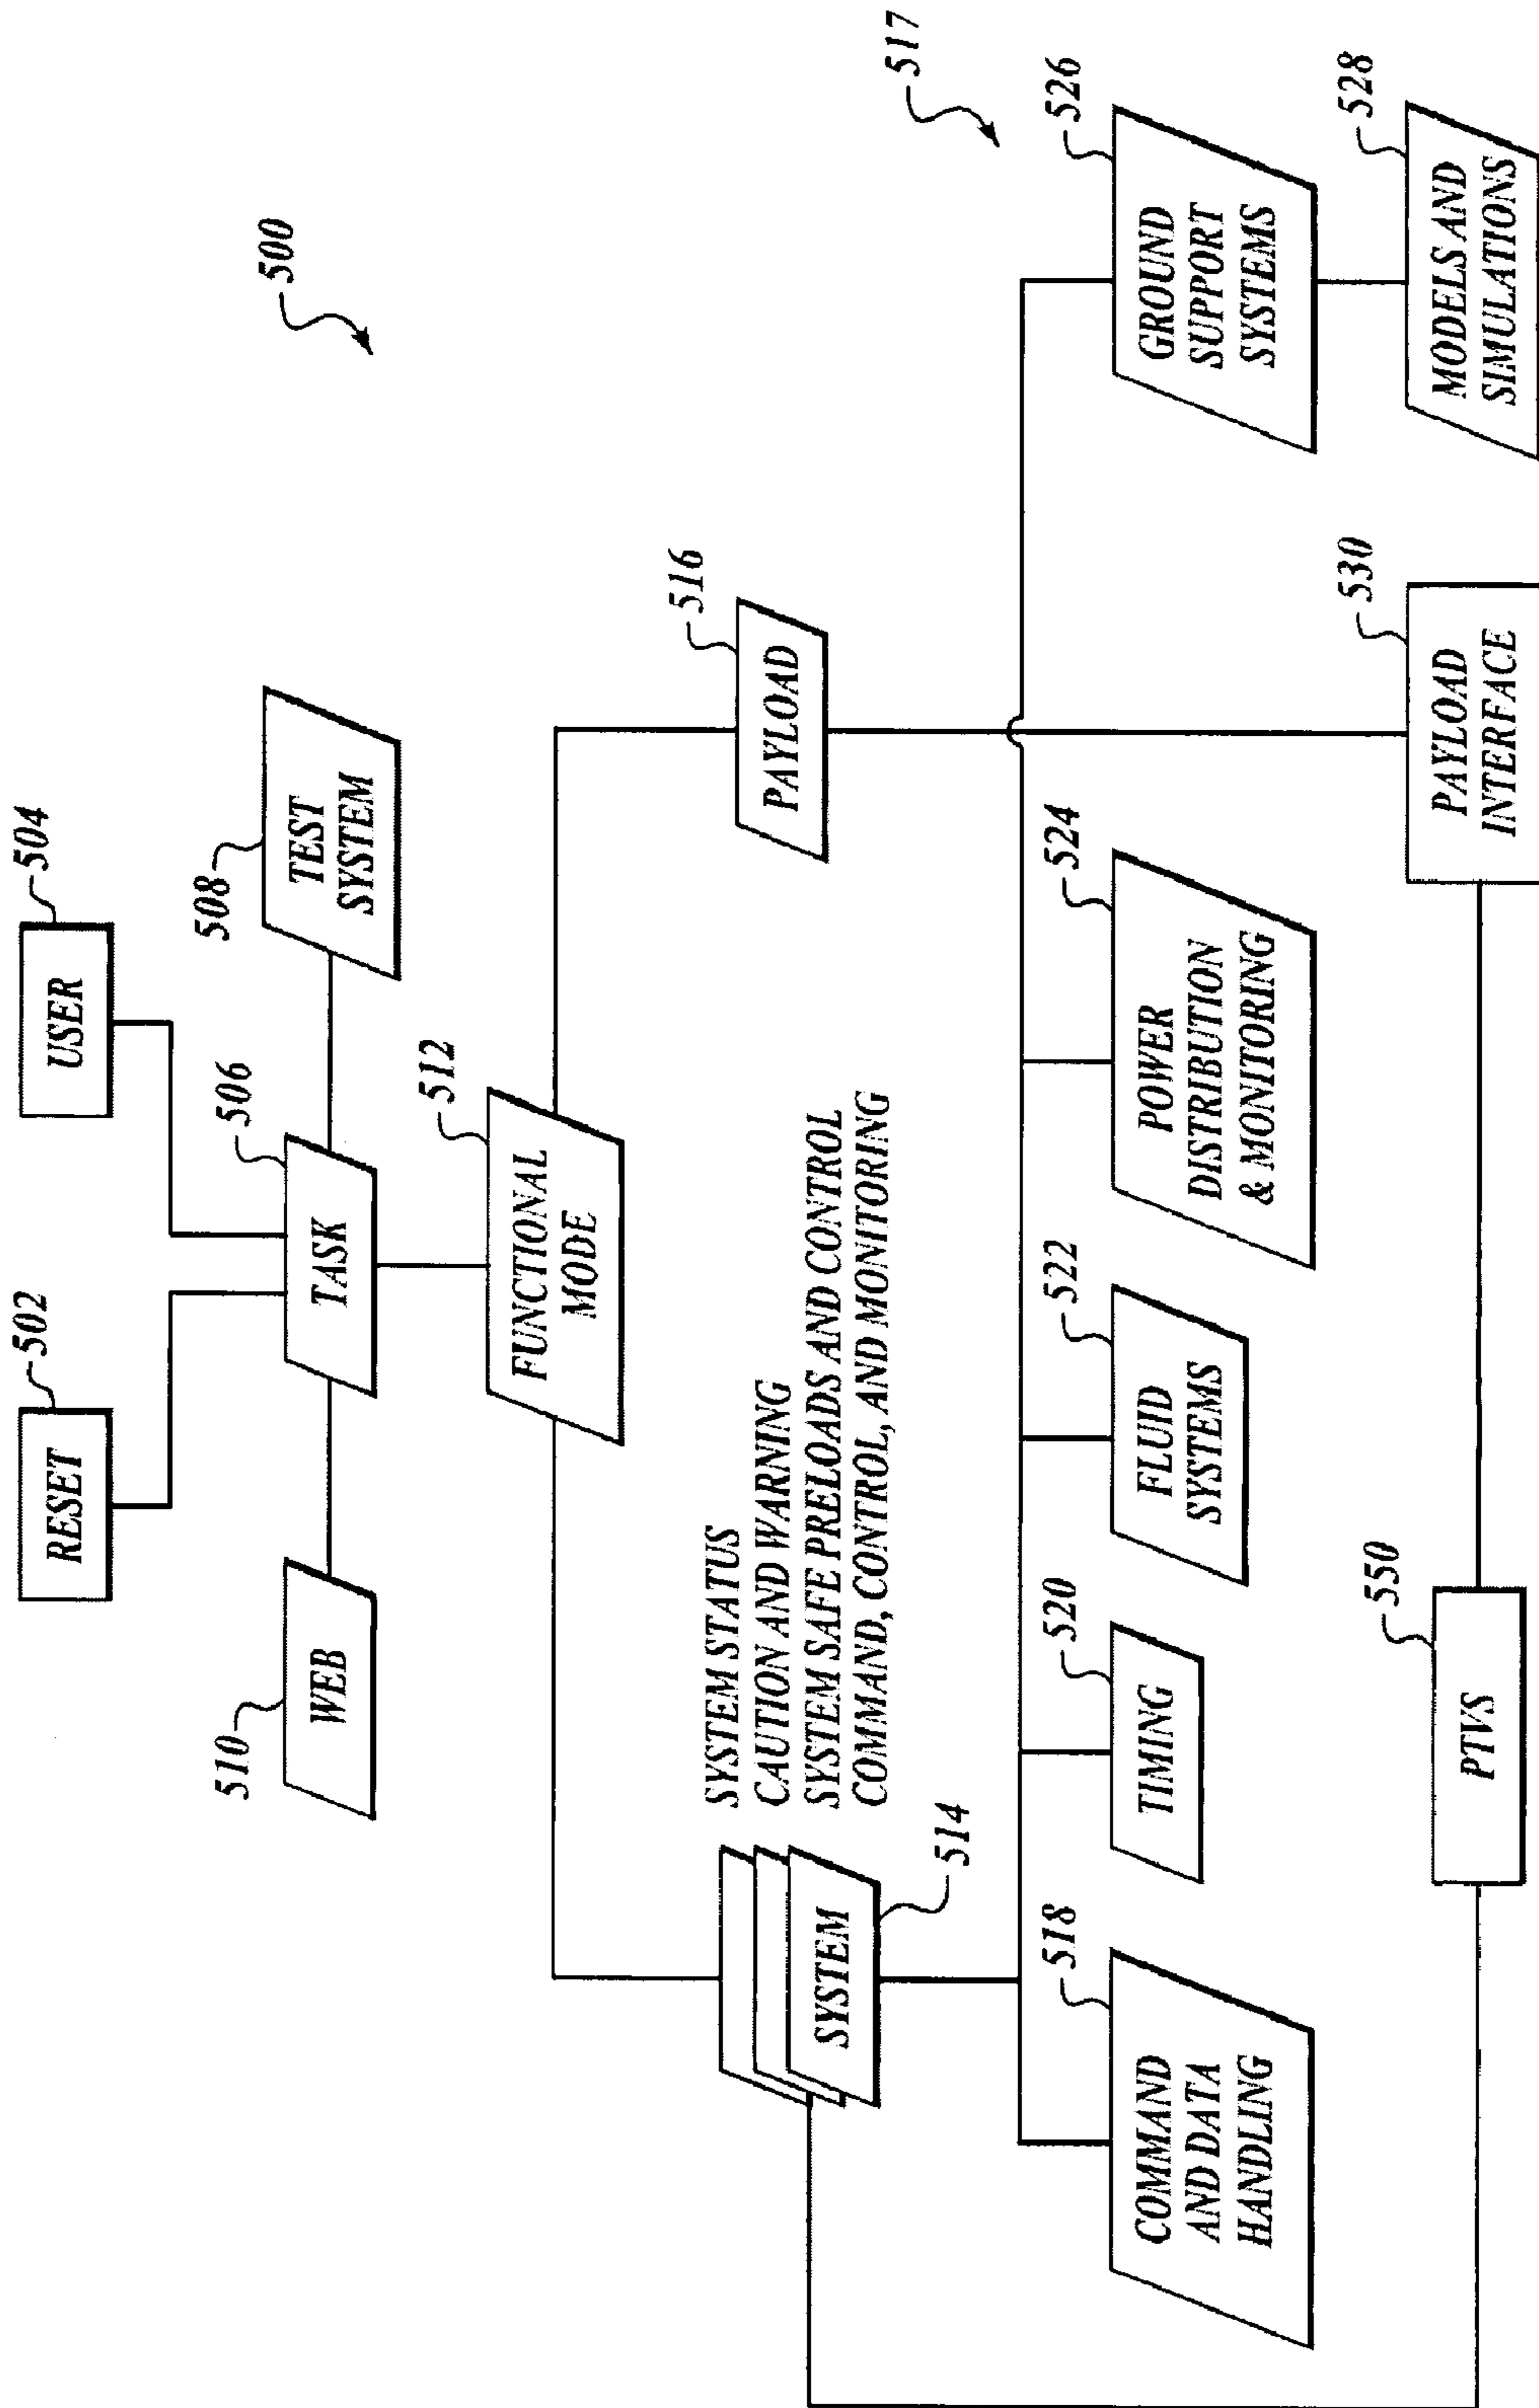 500
502
RESET
504
USER
510
WEB
506
TASK
508
TEST
SYSTEM
512
FUNCTIONAL
MODE
SYSTEM STATUS
CAUTION AND WARNING
SYSTEM SAFE PRELOADS AND CONTROL
COMMAND, CONTROL, AND MONITORING
SYSTEM
514
516
PAYLOAD
517
518
COMMAND
AND DATA
HANDLING
520
TIMING
522
FLUID
SYSTEMS
524
POWER
DISTRIBUTION
& MONITORING
526
GROUND
SUPPORT
SYSTEMS
550
PTVS
530
PAYLOAD
INTERFACE
528
MODELS AND
SIMULATIONS